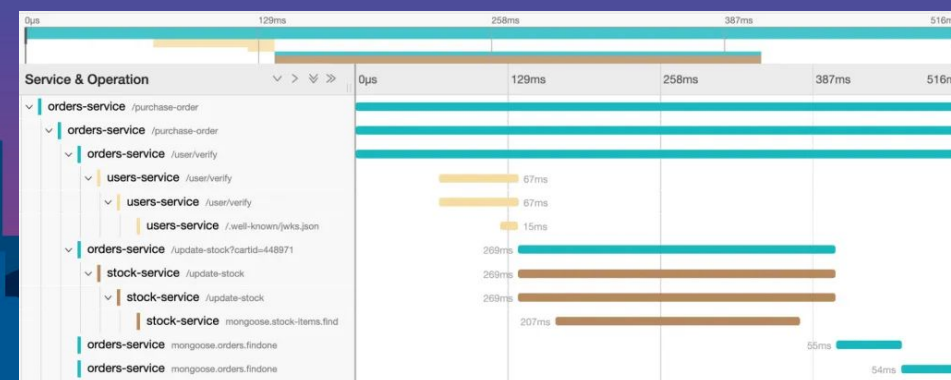 0μs 129ms 258ms 387ms 516m
Service & Operation 0μs 129ms 258ms 387ms 516m
orders-service /purchase-order
orders-service /purchase-order
orders-service /user/verify
users-service /user/verify 67ms
users-service /user/verify 67ms
users-service /.well-known/jwks.json 15ms
orders-service /update-stock?cartid=448971 269ms
stock-service /update-stock 269ms
stock-service /update-stock 269ms
stock-service mongoose.stock-items.find 207ms
orders-service mongoose.orders.findone 55ms
orders-service mongoose.orders.findone 54ms